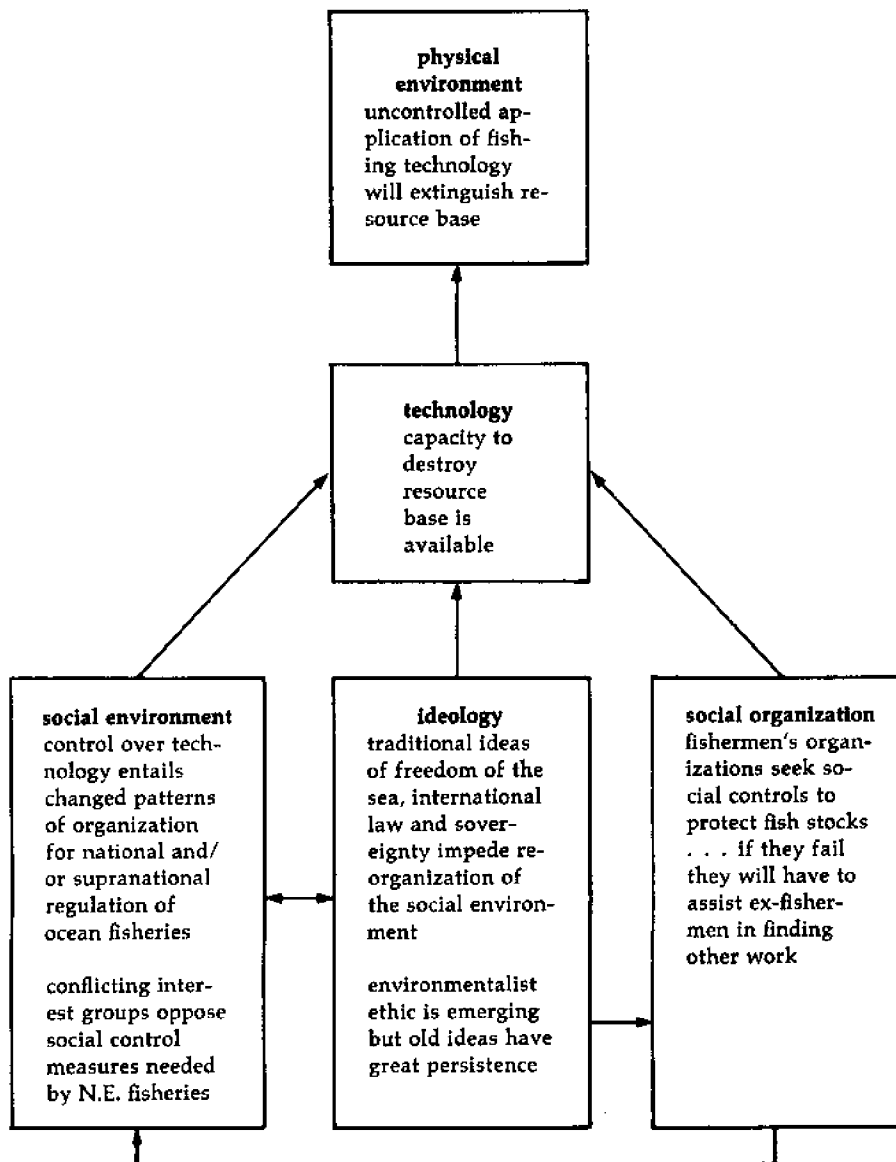 physical
environment
uncontrolled ap-
plication of fish-
ing technology
will extinguish re-
source base
technology
capacity to
destroy
resource
base is
available
social environment
control over tech-
nology entails
changed patterns
of organization
for national and/
or supranational
regulation of
ocean fisheries
conflicting inter-
est groups oppose
social control
measures needed
by N.E. fisheries
ideology
traditional ideas
of freedom of the
sea, international
law and sover-
eignty impede re-
organization of
the social environ-
ment
environmentalist
ethic is emerging
but old ideas have
great persistence
social organization
fishermen's organ-
izations seek so-
cial controls to
protect fish stocks
. . . if they fail
they will have to
assist ex-fisher-
men in finding
other work